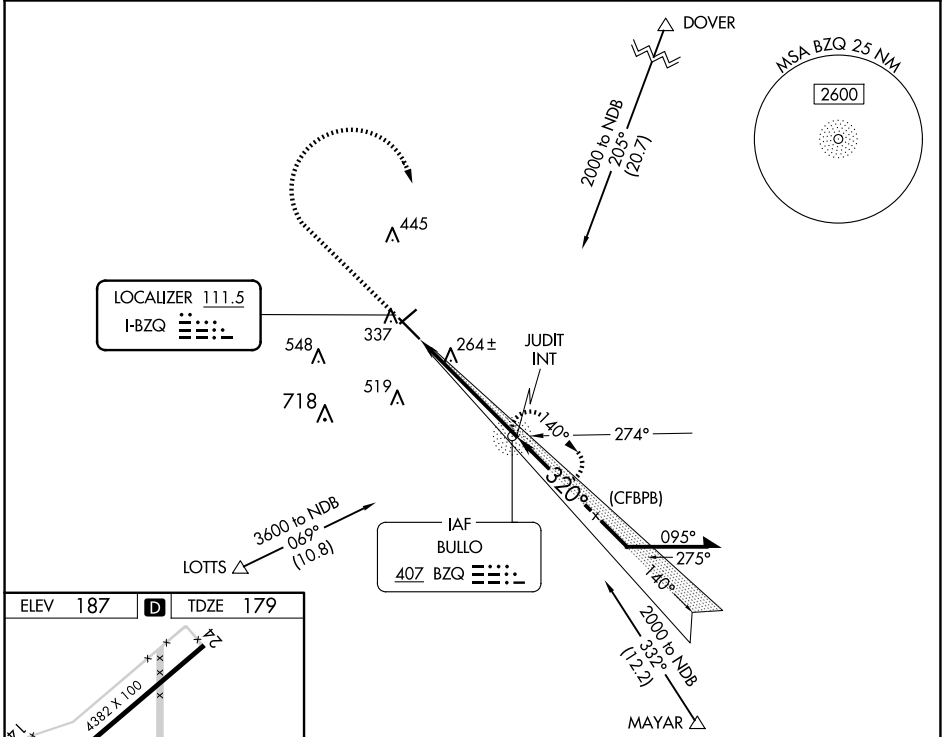 DOVER
MSA BZQ 25 NM
2600
2000 to NDB
205°
(20.7)
445
LOCALIZER 111.5
I-BZQ
337
264±
JUDIT
INT
548
519
718
140°
274°
320°
(CFBPB)
3600 to NDB
069°
(10.8)
LOTTS
IAF
BULLO
407 BZQ
095°
275°
140°
2000 to NDB
332°
(12.2)
MAYAR
ELEV 187 D TDZE 179
24
4382 X 100
14